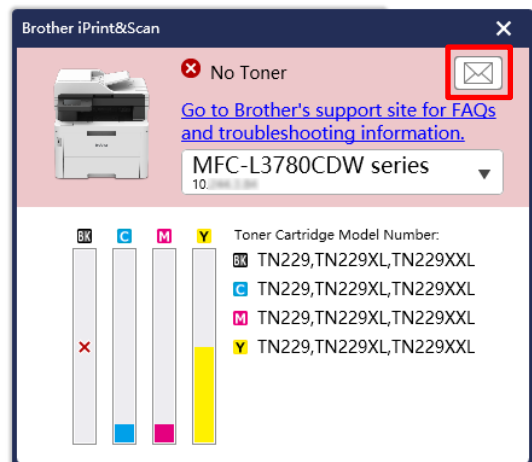 Brother iPrint&Scan
No Toner
Go to Brother's support site for FAQs
and troubleshooting information.
MFC-L3780CDW series
10.
BK C M Y Toner Cartridge Model Number:
BK TN229,TN229XL,TN229XXL
C TN229,TN229XL,TN229XXL
M TN229,TN229XL,TN229XXL
Y TN229,TN229XL,TN229XXL